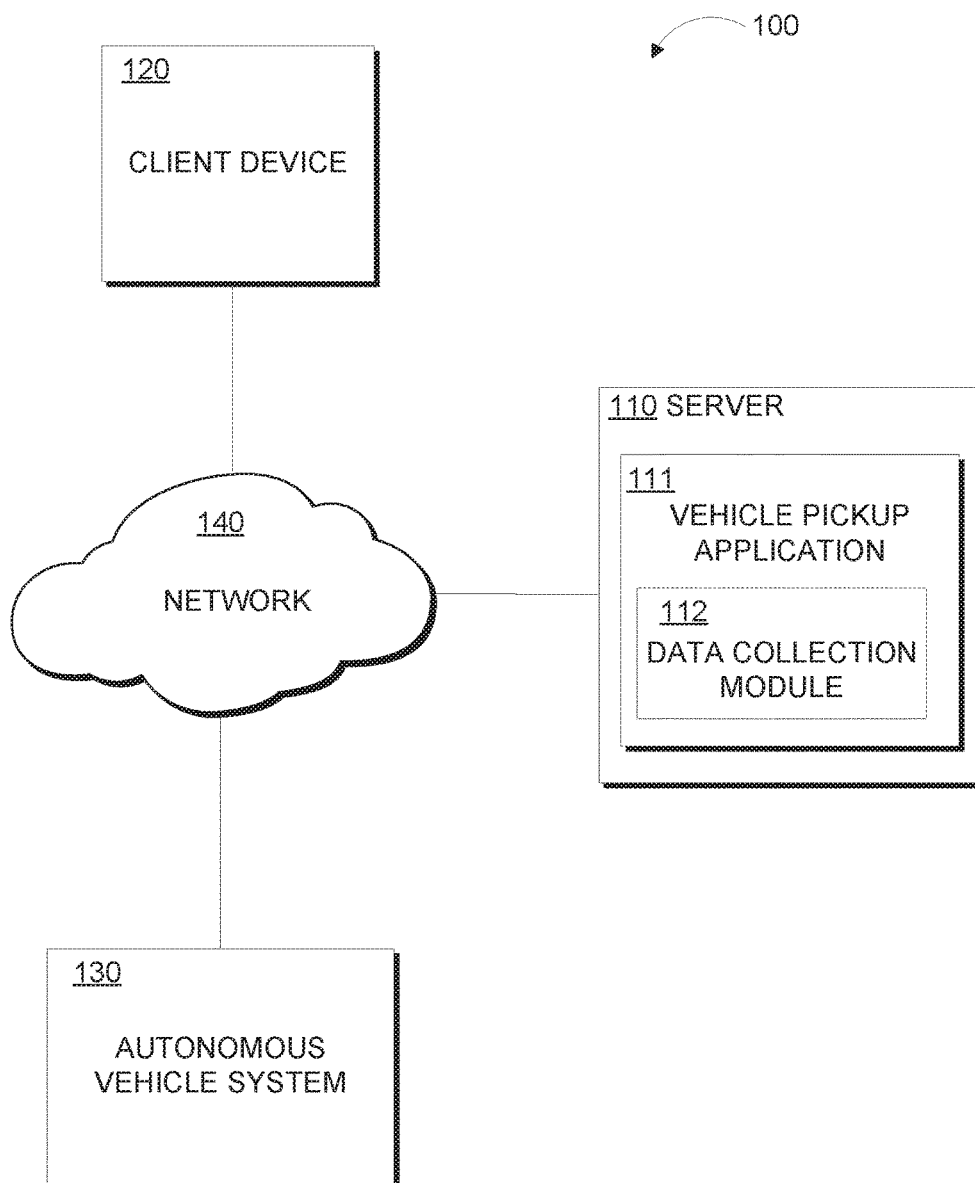 100
120
CLIENT DEVICE
110 SERVER
111
VEHICLE PICKUP
APPLICATION
112
DATA COLLECTION
MODULE
140
NETWORK
130
AUTONOMOUS
VEHICLE SYSTEM